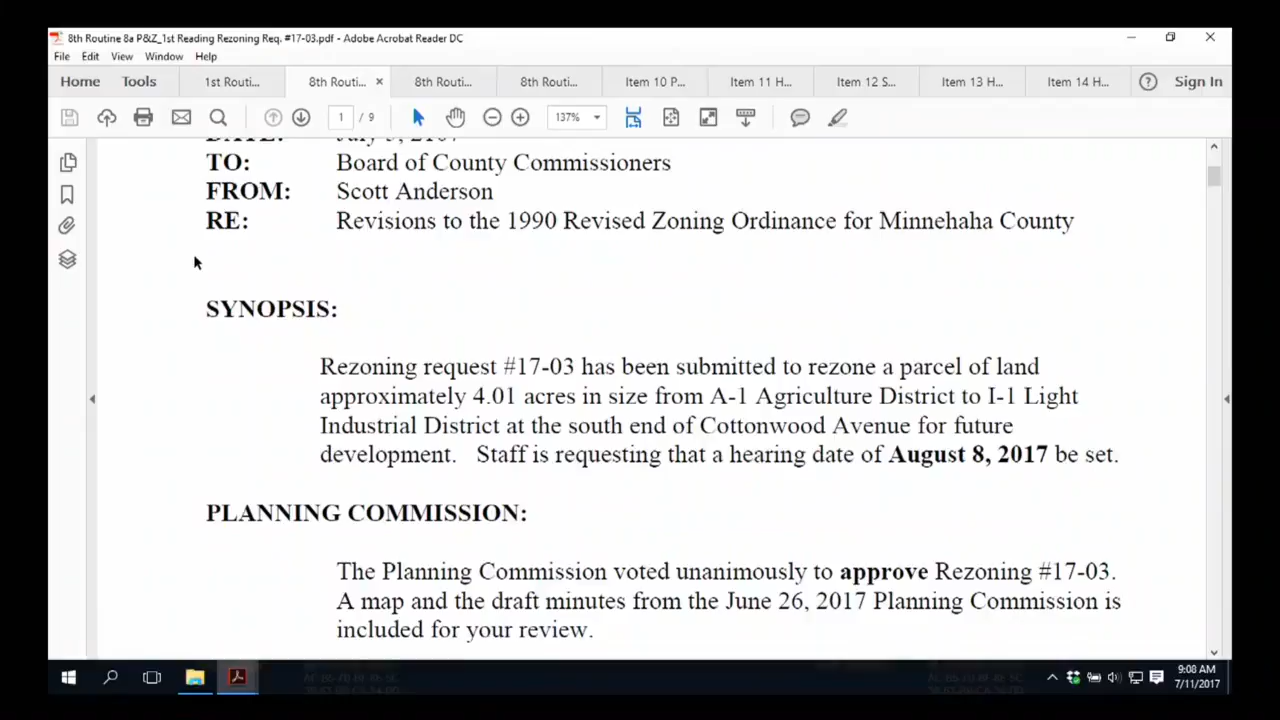 8th Routine 8a P&Z_1st Reading Rezoning Req. #17-03.pdf - Adobe Acrobat Reader DC
File Edit View Window Help
Home Tools 1st Routi... 8th Routi... × 8th Routi... 8th Routi... Item 10 P... Item 11 H... Item 12 S... Item 13 H... Item 14 H... Sign In
1 / 9 137%
DATE: July 5, 2107
TO: Board of County Commissioners
FROM: Scott Anderson
RE: Revisions to the 1990 Revised Zoning Ordinance for Minnehaha County
SYNOPSIS:
Rezoning request #17-03 has been submitted to rezone a parcel of land
approximately 4.01 acres in size from A-1 Agriculture District to I-1 Light
Industrial District at the south end of Cottonwood Avenue for future
development. Staff is requesting that a hearing date of August 8, 2017 be set.
PLANNING COMMISSION:
The Planning Commission voted unanimously to approve Rezoning #17-03.
A map and the draft minutes from the June 26, 2017 Planning Commission is
included for your review.
9:08 AM
7/11/2017